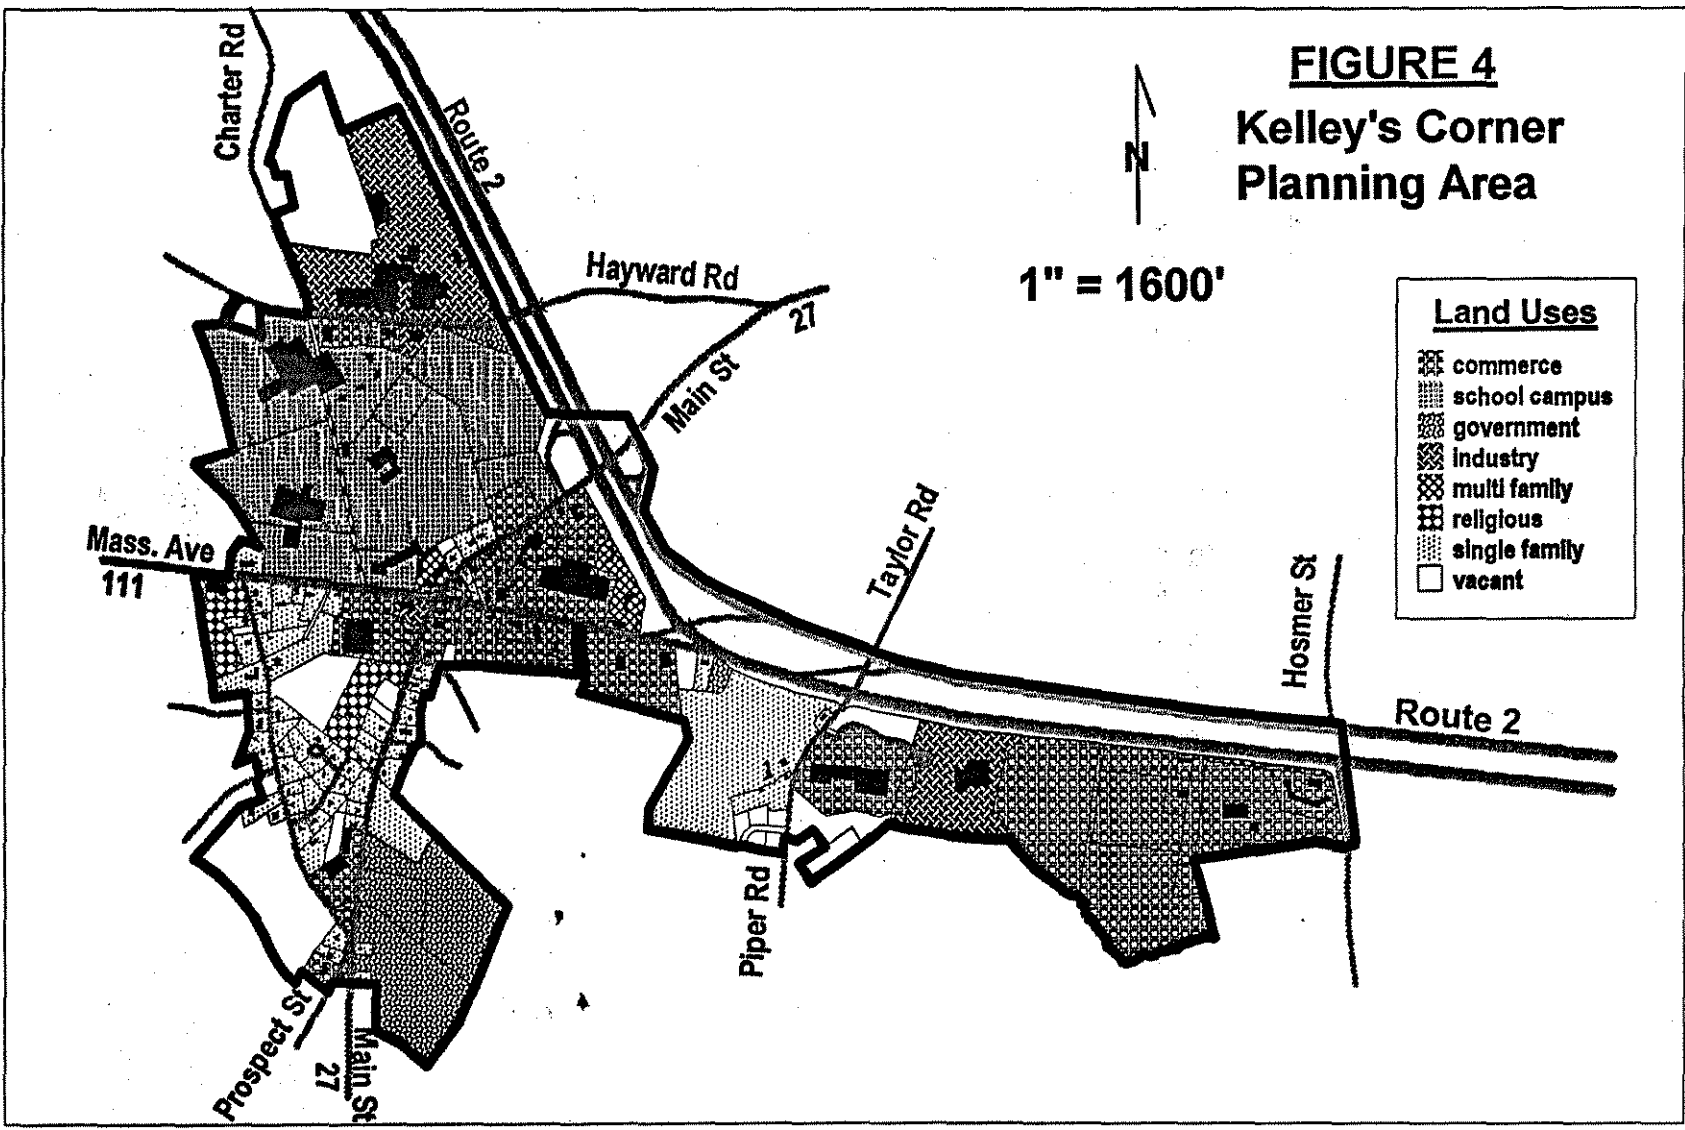 FIGURE 4
Kelley's Corner
Planning Area
N
1" = 1600'
Land Uses
commerce
school campus
government
industry
multi family
religious
single family
vacant
Charter Rd
Route 2
Hayward Rd
27
Main St
Taylor Rd
Mass. Ave
111
Hosmer St
Route 2
Piper Rd
Prospect St
27
Main St